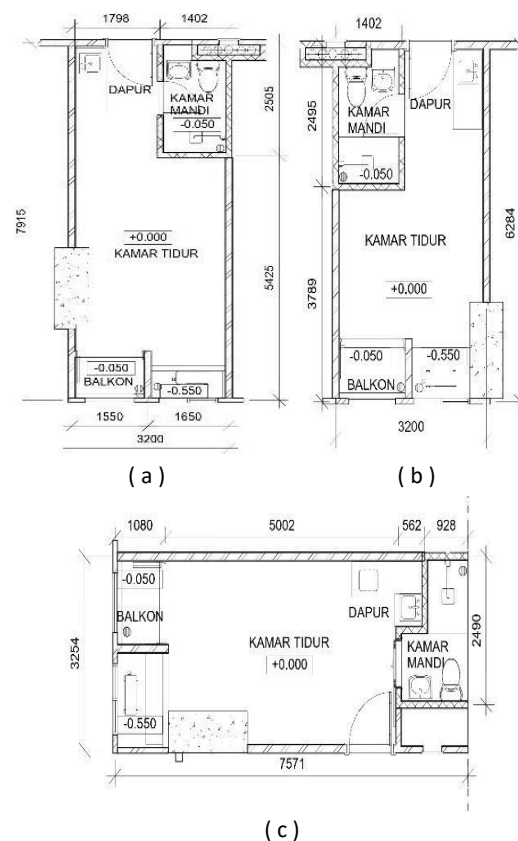 1798
1402
DAPUR
KAMAR
MANDI
-0.050
2505
7915
+0.000
KAMAR TIDUR
5425
-0.050
BALKON
-0.550
1550
1650
3200
( a )
1402
DAPUR
KAMAR
MANDI
2495
-0.050
KAMAR TIDUR
6284
+0.000
3789
-0.050
-0.550
BALKON
3200
( b )
1080
5002
562
928
-0.050
BALKON
DAPUR
KAMAR TIDUR
+0.000
KAMAR
MANDI
2490
3254
-0.550
7571
( c )